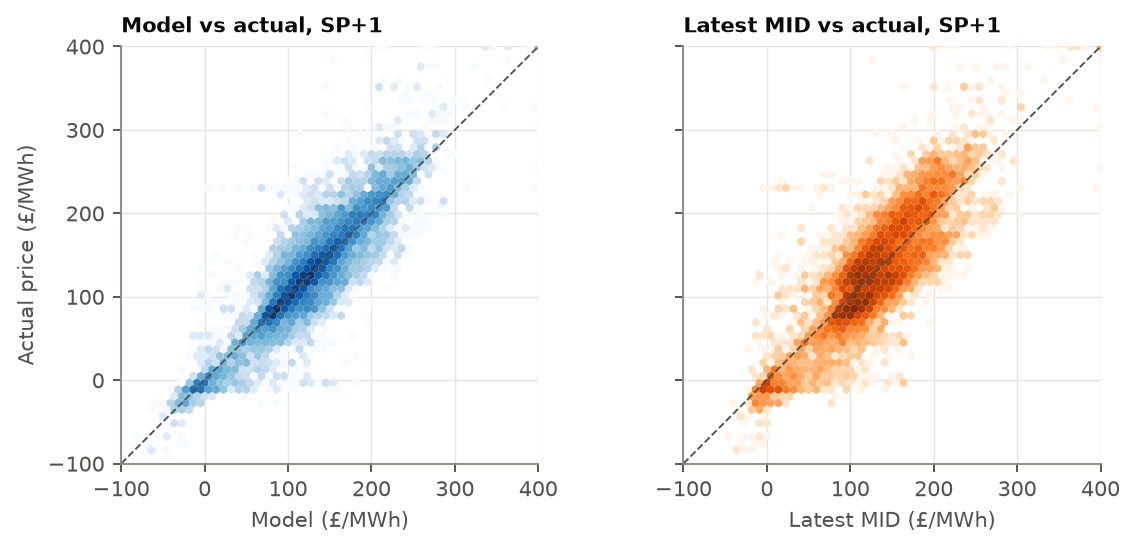 Model vs actual, SP+1
Latest MID vs actual, SP+1
Actual price (£/MWh)
400
300
200
100
0
−100
−100 0 100 200 300 400
−100 0 100 200 300 400
Model (£/MWh)
Latest MID (£/MWh)